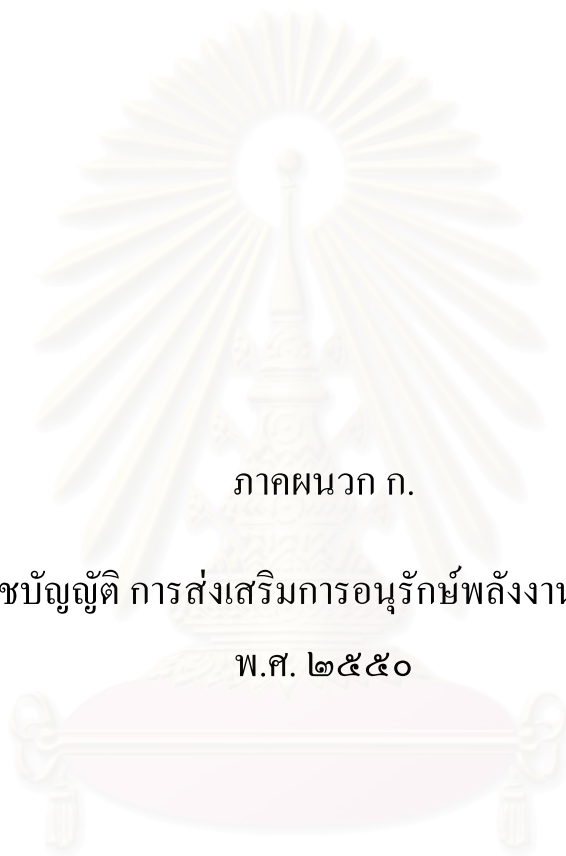 ภาคผนวก ก.
ชบัญญัติ การส่งเสริมการอนุรักษ์พลังงาน
พ.ศ. ๒๕๕๐